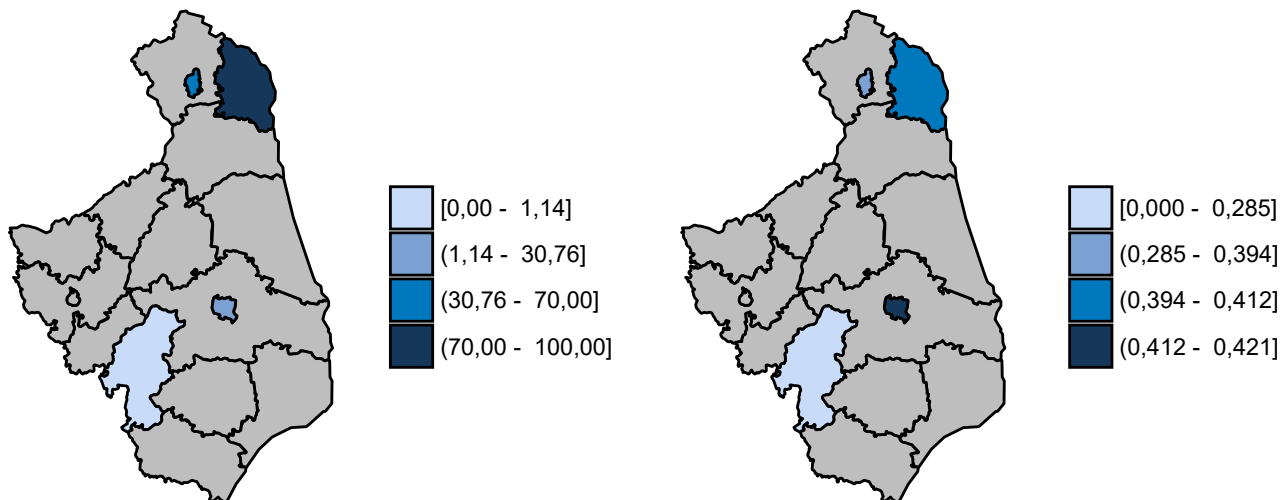 [0,00 - 1,14]
(1,14 - 30,76]
(30,76 - 70,00]
(70,00 - 100,00]
[0,000 - 0,285]
(0,285 - 0,394]
(0,394 - 0,412]
(0,412 - 0,421]